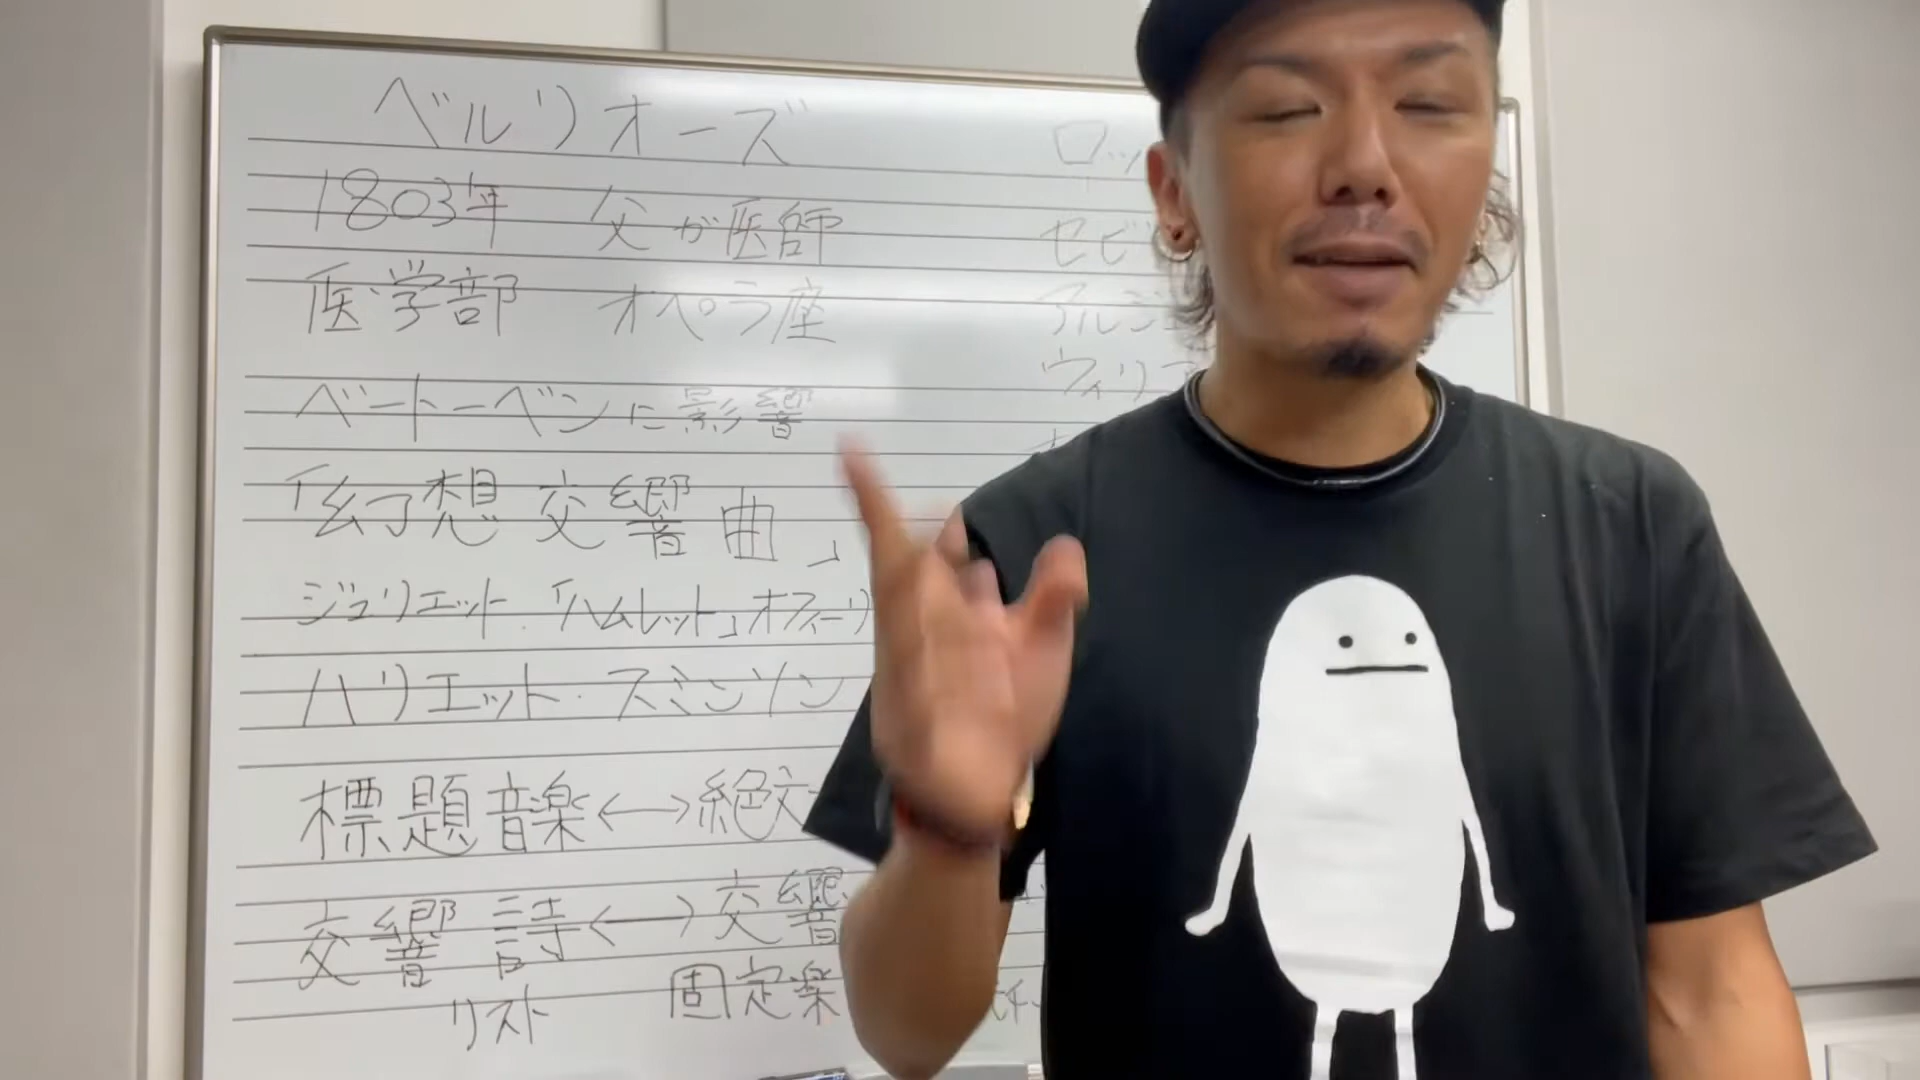 ベルリオーズ
1803年 父が医師
医学部 オペラ座
ベートーベンに影響
「幻想交響曲」
ジュリエット.「ハムレット」オフィーリ
ハリエット・スミンソン
標題音楽⟷絶
交響詩⟷交響
リスト 固定楽
ロッ
セビ
アルジェ
ウィリア